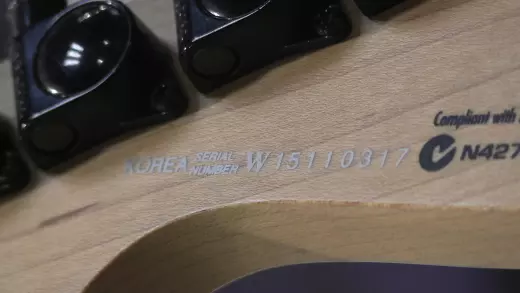 Compliant with
KOREA SERIAL NUMBER W15110317
N427